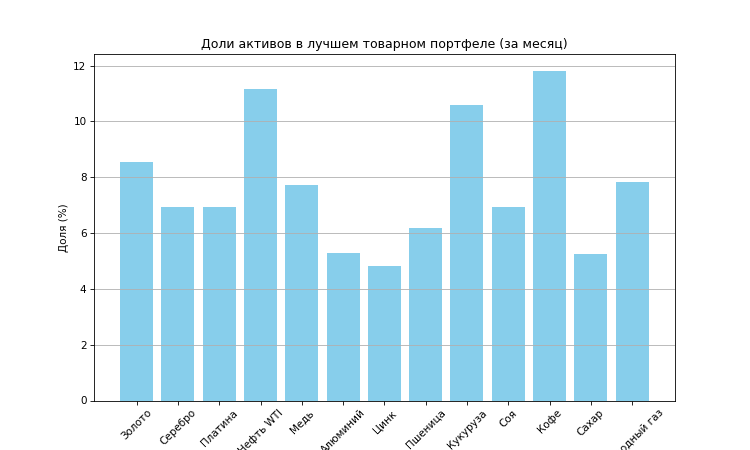 Доли активов в лучшем товарном портфеле (за месяц)
Доля (%)
12
10
8
6
4
2
0
Золото
Серебро
Платина
Нефть WTI
Медь
Алюминий
Цинк
Пшеница
Кукуруза
Соя
Кофе
Сахар
газ